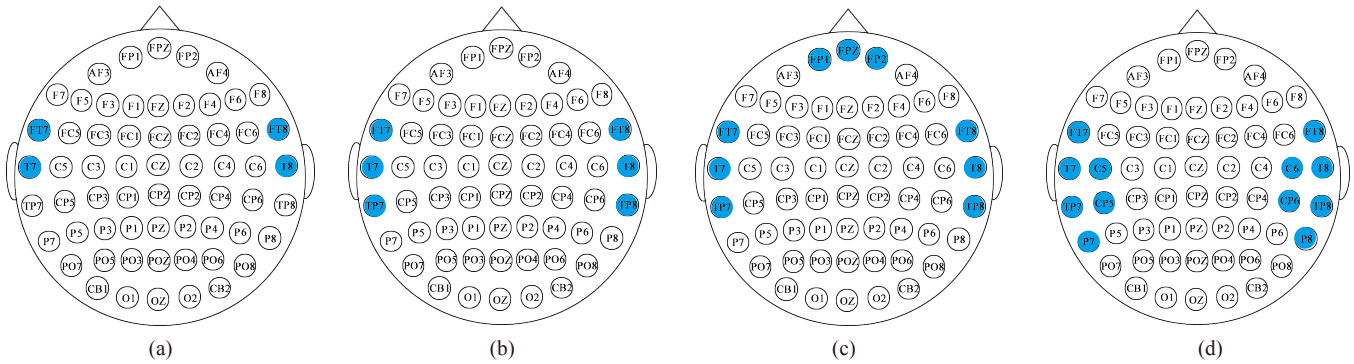 FP1 FPZ FP2
AF3 AF4
F7 F5 F3 F1 FZ F2 F4 F6 F8
FT7 FC5 FC3 FC1 FCZ FC2 FC4 FC6 FT8
T7 C5 C3 C1 CZ C2 C4 C6 T8
TP7 CP5 CP3 CP1 CPZ CP2 CP4 CP6 TP8
P7 P5 P3 P1 PZ P2 P4 P6 P8
PO7 PO5 PO3 POZ PO4 PO6 PO8
CB1 O1 OZ O2 CB2
(a)
FP1 FPZ FP2
AF3 AF4
F7 F5 F3 F1 FZ F2 F4 F6 F8
FT7 FC5 FC3 FC1 FCZ FC2 FC4 FC6 FT8
T7 C5 C3 C1 CZ C2 C4 C6 T8
TP7 CP5 CP3 CP1 CPZ CP2 CP4 CP6 TP8
P7 P5 P3 P1 PZ P2 P4 P6 P8
PO7 PO5 PO3 POZ PO4 PO6 PO8
CB1 O1 OZ O2 CB2
(b)
FP1 FPZ FP2
AF3 AF4
F7 F5 F3 F1 FZ F2 F4 F6 F8
FT7 FC5 FC3 FC1 FCZ FC2 FC4 FC6 FT8
T7 C5 C3 C1 CZ C2 C4 C6 T8
TP7 CP5 CP3 CP1 CPZ CP2 CP4 CP6 TP8
P7 P5 P3 P1 PZ P2 P4 P6 P8
PO7 PO5 PO3 POZ PO4 PO6 PO8
CB1 O1 OZ O2 CB2
(c)
FP1 FPZ FP2
AF3 AF4
F7 F5 F3 F1 FZ F2 F4 F6 F8
FT7 FC5 FC3 FC1 FCZ FC2 FC4 FC6 FT8
T7 C5 C3 C1 CZ C2 C4 C6 T8
TP7 CP5 CP3 CP1 CPZ CP2 CP4 CP6 TP8
P7 P5 P3 P1 PZ P2 P4 P6 P8
PO7 PO5 PO3 POZ PO4 PO6 PO8
CB1 O1 OZ O2 CB2
(d)